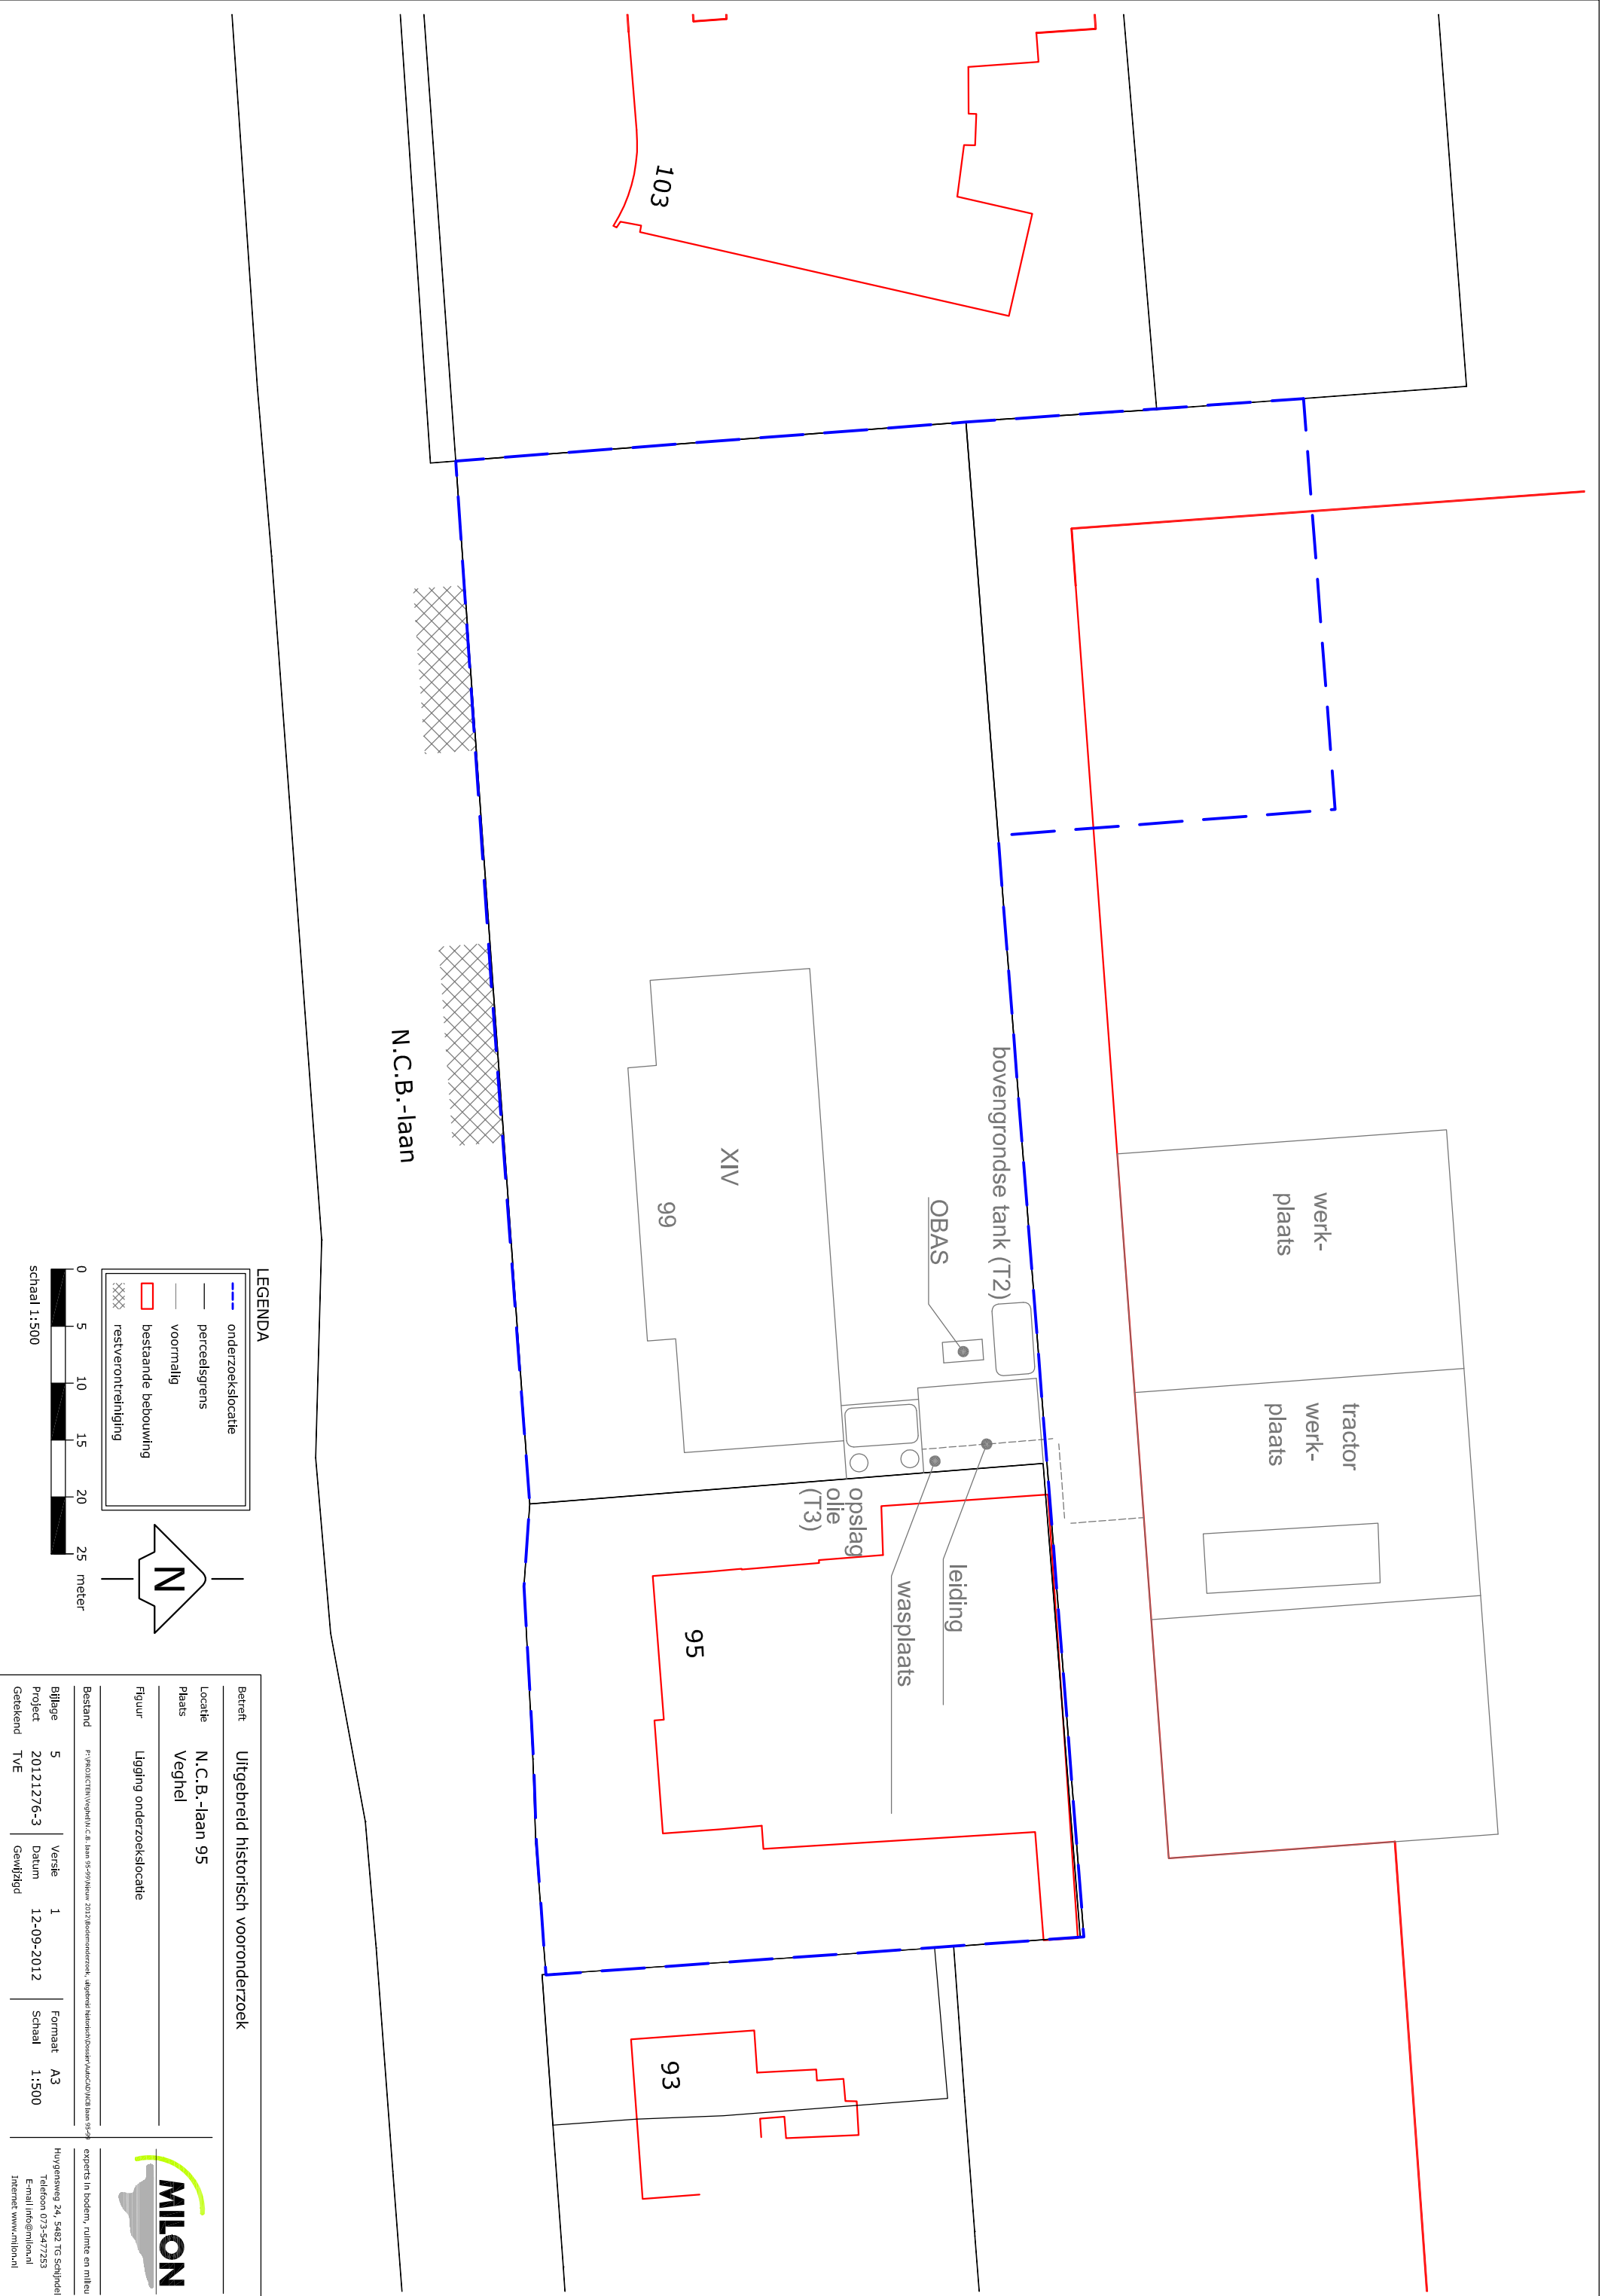 103
werk-
plaats
tractor
werk-
plaats
bovengrondse tank (T2)
OBAS
XIV
99
leiding
wasplaats
opslag
olie
(T3)
95
93
N.C.B.-laan
LEGENDA
onderzoekslocatie
perceelsgrens
voormalig
bestaande bebouwing
restverontreiniging
0 5 10 15 20 25 meter
schaal 1:500
N
Betreft Uitgebreid historisch vooronderzoek
Locatie N.C.B.-laan 95
Plaats Veghel
Figuur Ligging onderzoekslocatie
Bestand
Bijlage 5 Versie 1 Formaat A3
Project 20121276-3 Datum 12-09-2012 Schaal 1:500
Getekend TvE Gewijzigd
MILON
experts in bodem, ruimte en milieu
Huygensweg 24, 5482 TG Schijndel
Telefoon 073-5477253
E-mail info@milon.nl
Internet www.milon.nl